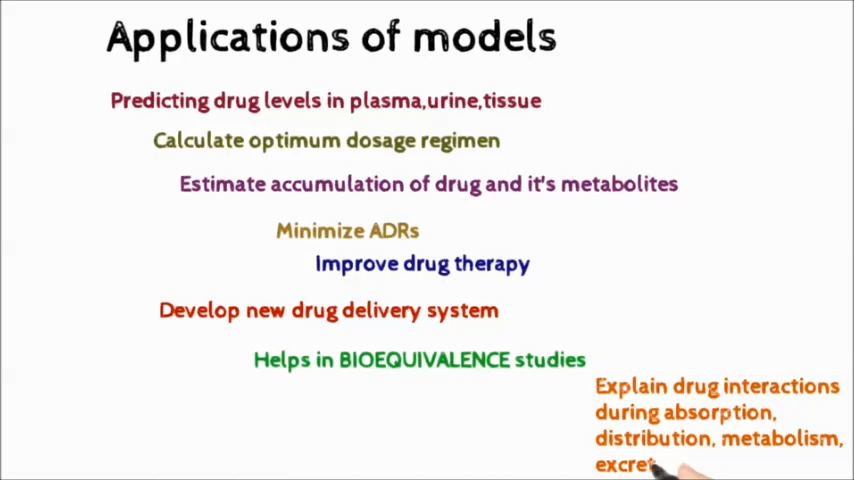 Applications of models
Predicting drug levels in plasma,urine,tissue
Calculate optimum dosage regimen
Estimate accumulation of drug and it's metabolites
Minimize ADRs
Improve drug therapy
Develop new drug delivery system
Helps in BIOEQUIVALENCE studies
Explain drug interactions
during absorption,
distribution, metabolism,
excret